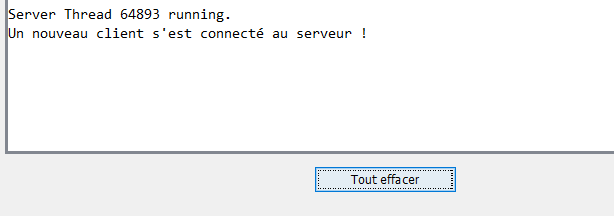 Server Thread 64893 running.
Un nouveau client s'est connecté au serveur !
Tout effacer